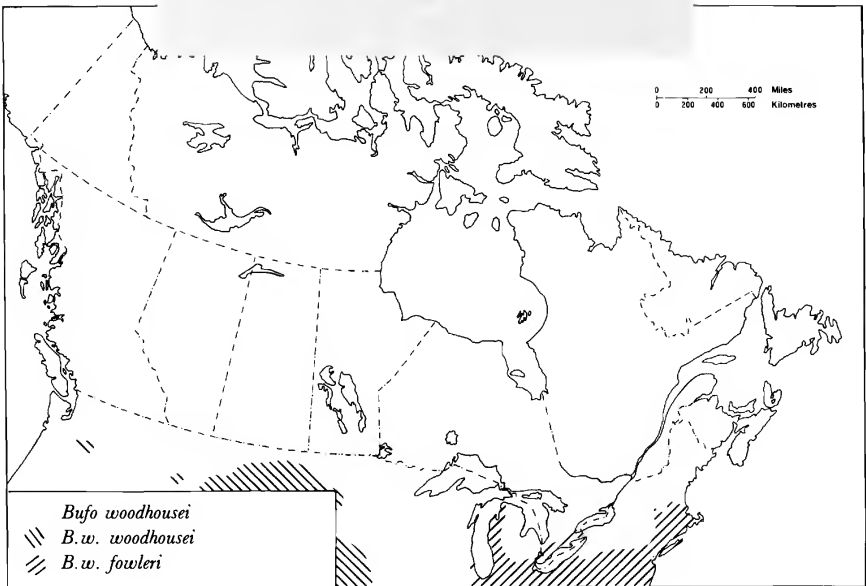 0 200 400 Miles
0 200 400 600 Kilometres
Bufo woodhousei
B.w. woodhousei
B.w. fowleri